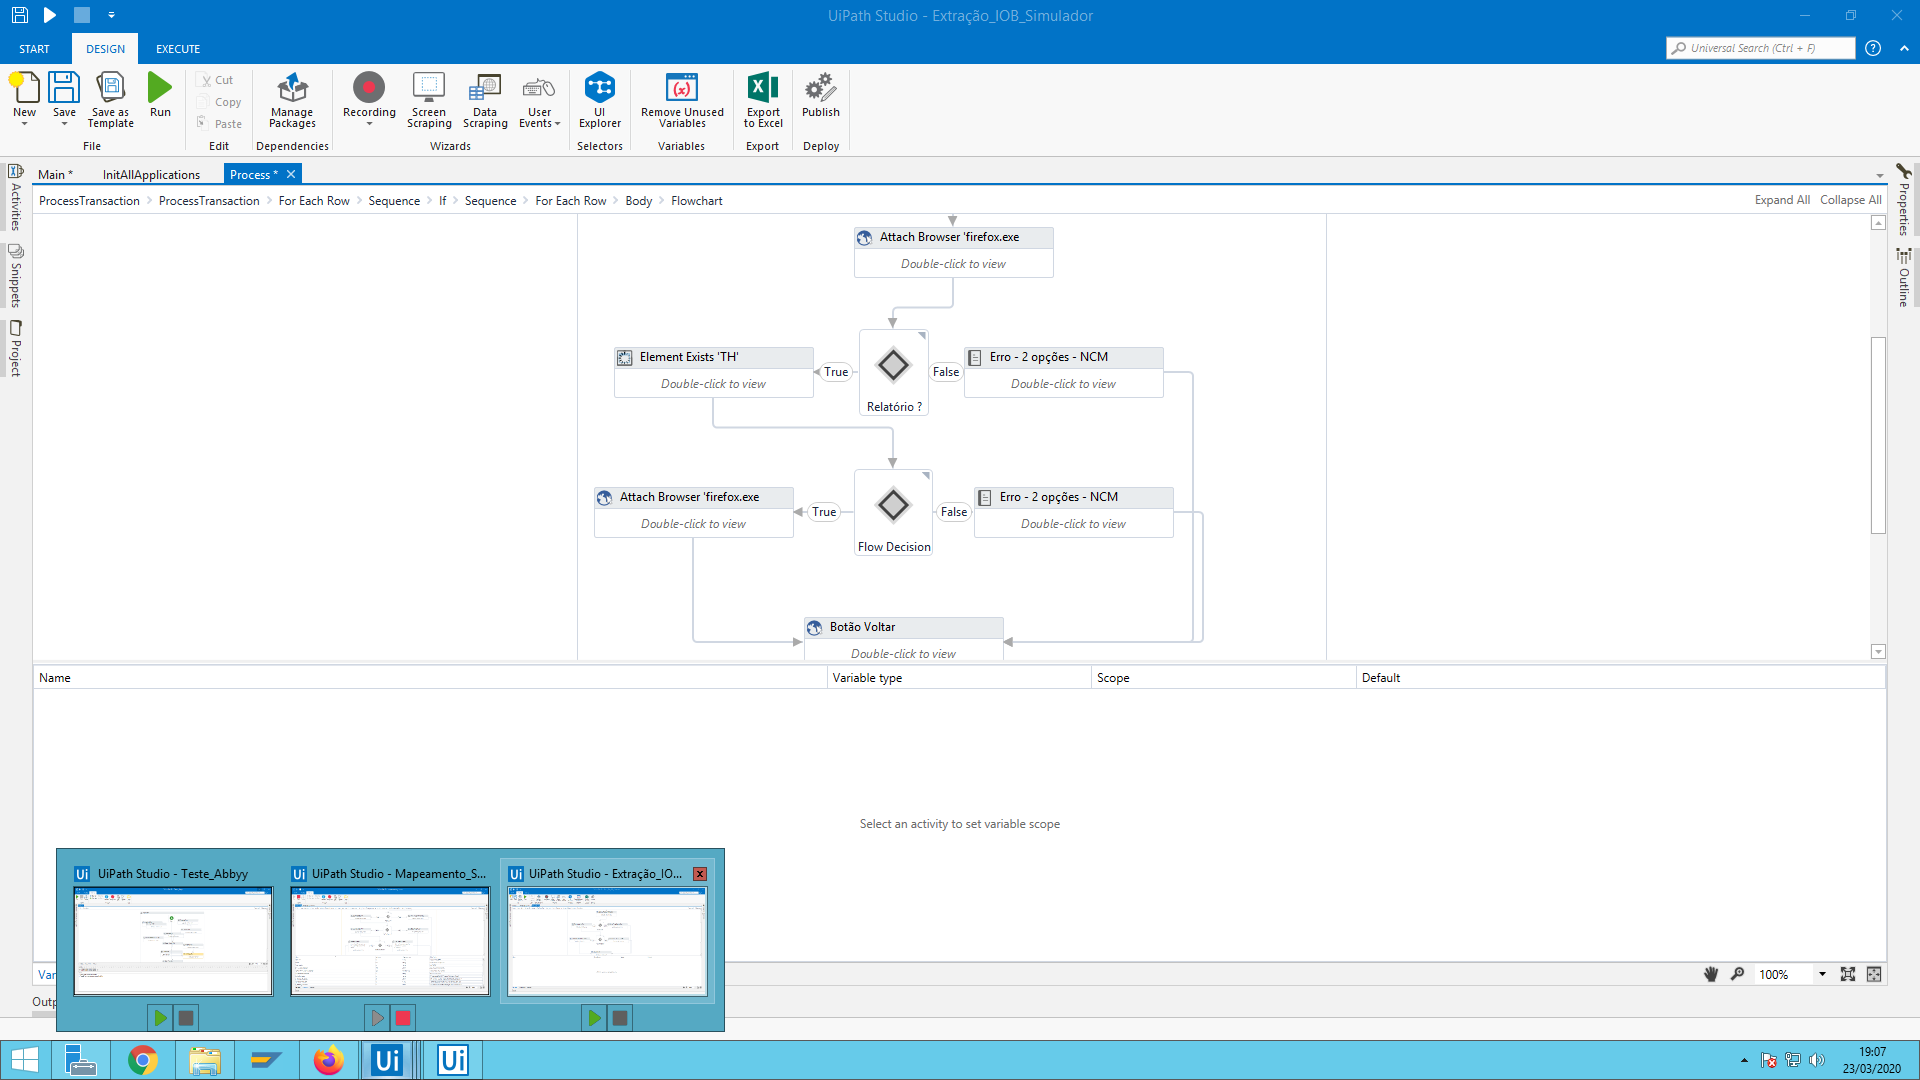 UiPath Studio - Extração_IOB_Simulador
START
DESIGN
EXECUTE
Universal Search (Ctrl + F)
New
Save
Save as Template
Run
Cut
Copy
Paste
Manage Packages
Recording
Screen Scraping
Data Scraping
User Events
UI Explorer
Remove Unused Variables
Export to Excel
Publish
File
Edit
Dependencies
Wizards
Selectors
Variables
Export
Deploy
Main *
InitAllApplications
Process *
ProcessTransaction
ProcessTransaction
For Each Row
Sequence
If
Sequence
For Each Row
Body
Flowchart
Expand All
Collapse All
Activities
Snippets
Project
Properties
Outline
Attach Browser 'firefox.exe
Double-click to view
Element Exists 'TH'
Double-click to view
True
Relatório ?
False
Erro - 2 opções - NCM
Double-click to view
Attach Browser 'firefox.exe
Double-click to view
True
Flow Decision
False
Erro - 2 opções - NCM
Double-click to view
Botão Voltar
Double-click to view
Name
Variable type
Scope
Default
Select an activity to set variable scope
UiPath Studio - Teste_Abbyy
UiPath Studio - Mapeamento_S...
UiPath Studio - Extração_IO...
Var
Outp
100%
Ui
Ui
19:07
23/03/2020